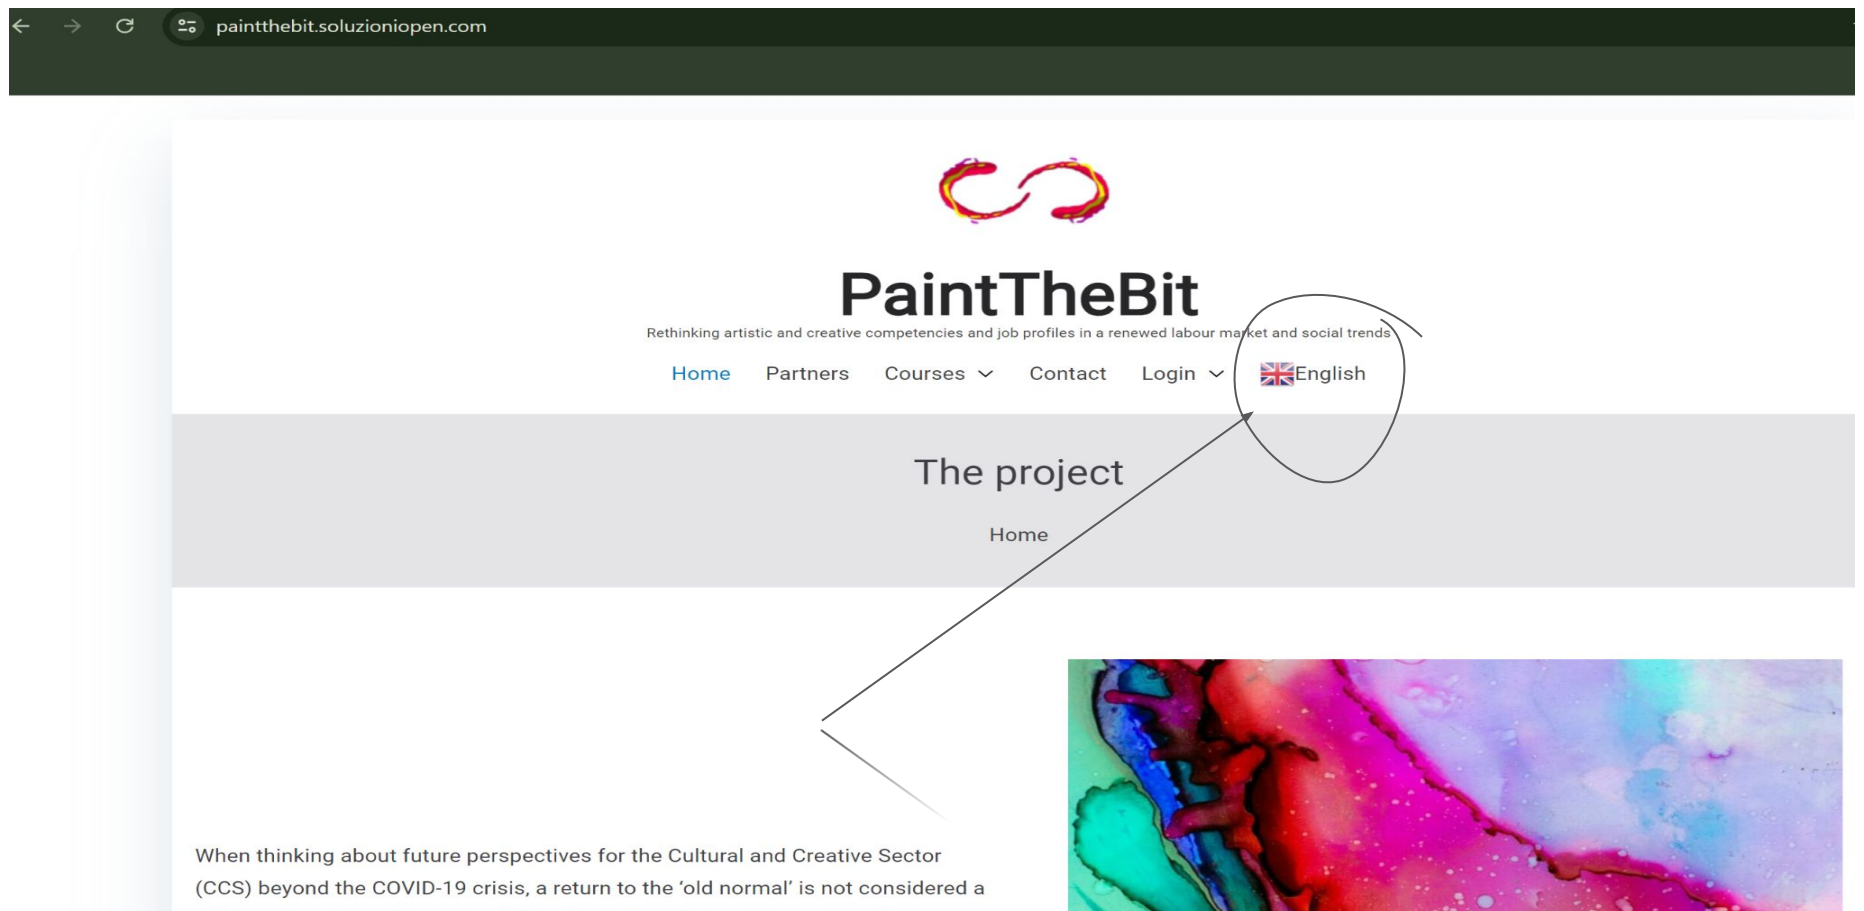 paintthebit.soluzioniopen.com
PaintTheBit
Rethinking artistic and creative competencies and job profiles in a renewed labour market and social trends
Home Partners Courses Contact Login English
The project
Home
When thinking about future perspectives for the Cultural and Creative Sector
(CCS) beyond the COVID-19 crisis, a return to the ‘old normal’ is not considered a